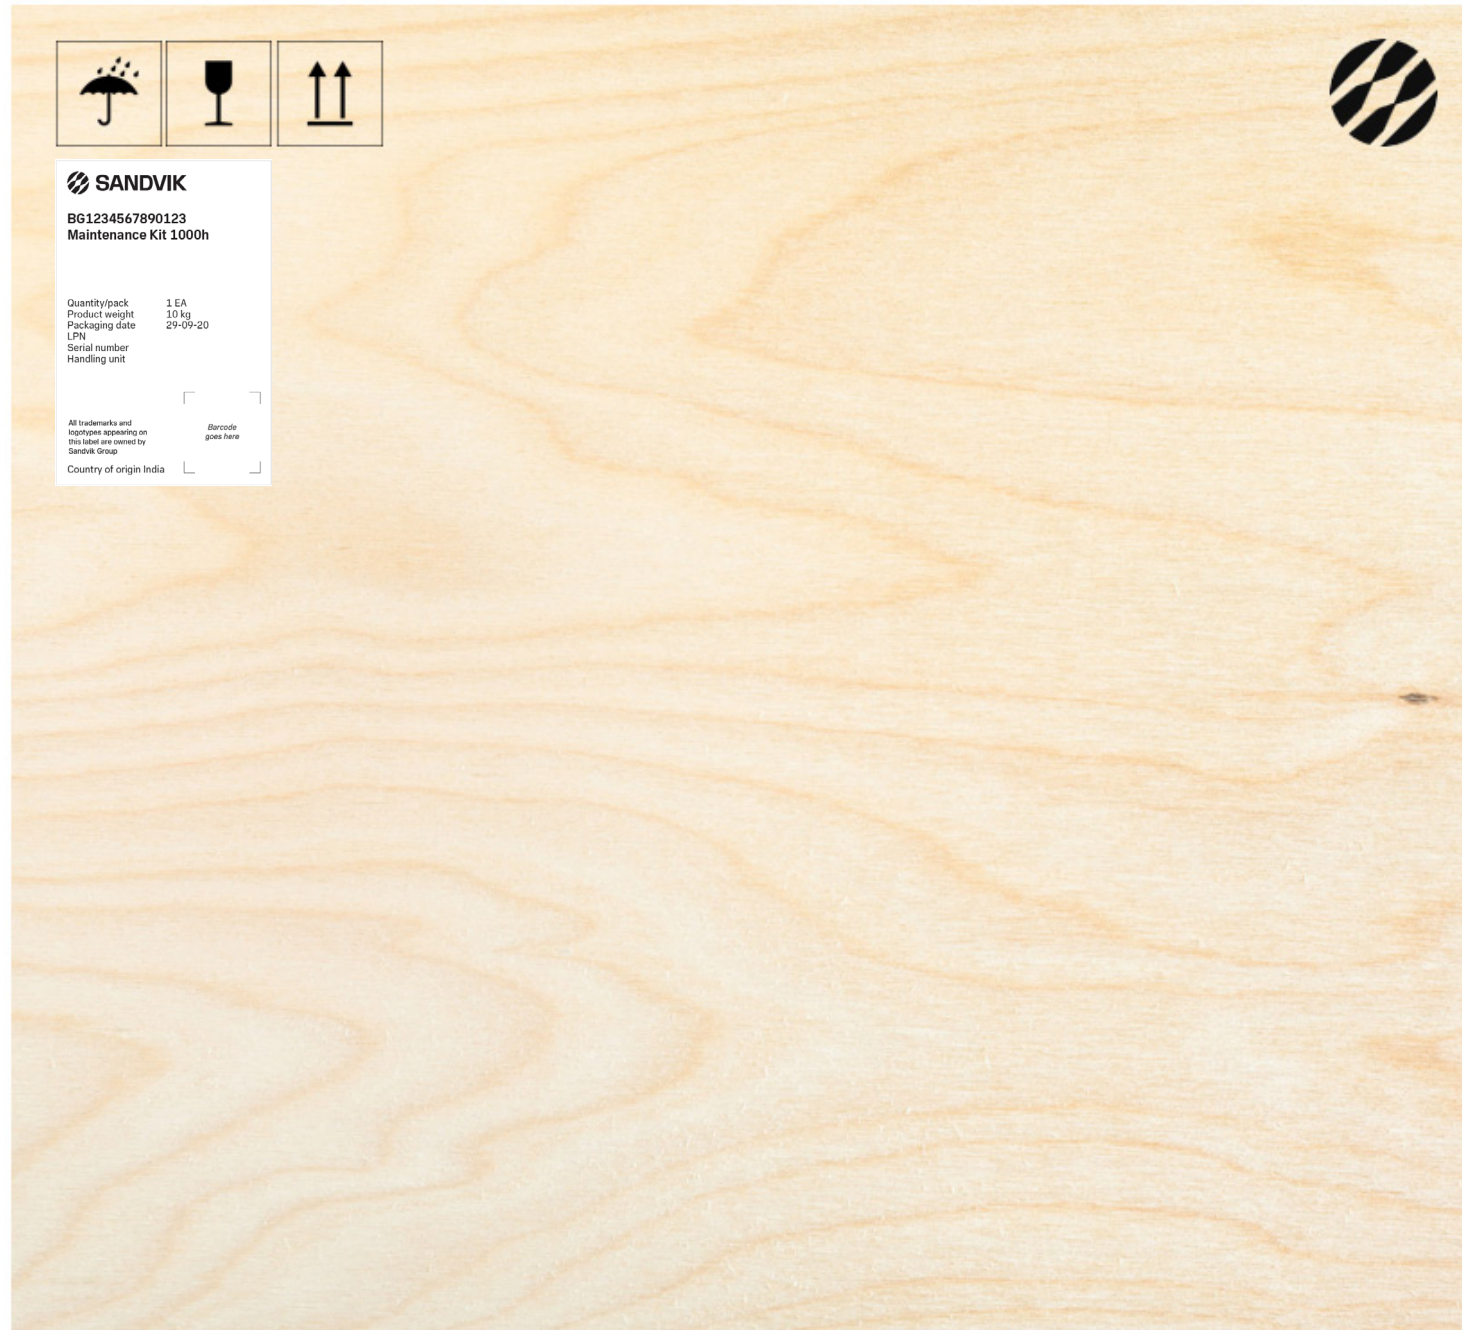 SANDVIK
BG1234567890123
Maintenance Kit 1000h
Quantity/pack 1 EA
Product weight 10 kg
Packaging date 29-09-20
LPN
Serial number
Handling unit
All trademarks and
logotypes appearing on
this label are owned by
Sandvik Group
Barcode
goes here
Country of origin India